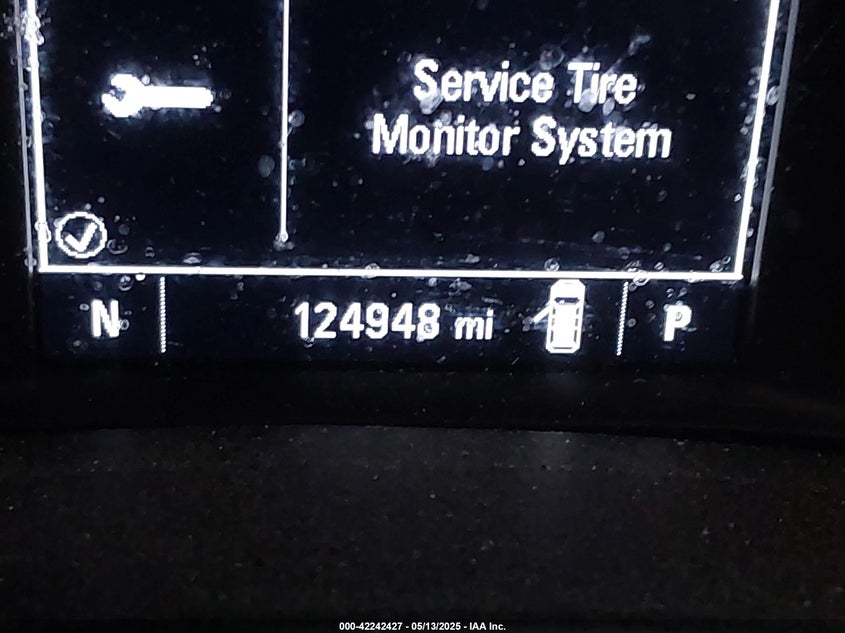 Service Tire
Monitor System
N 124948 mi P
000-42242427 - 05/13/2025 - IAA Inc.